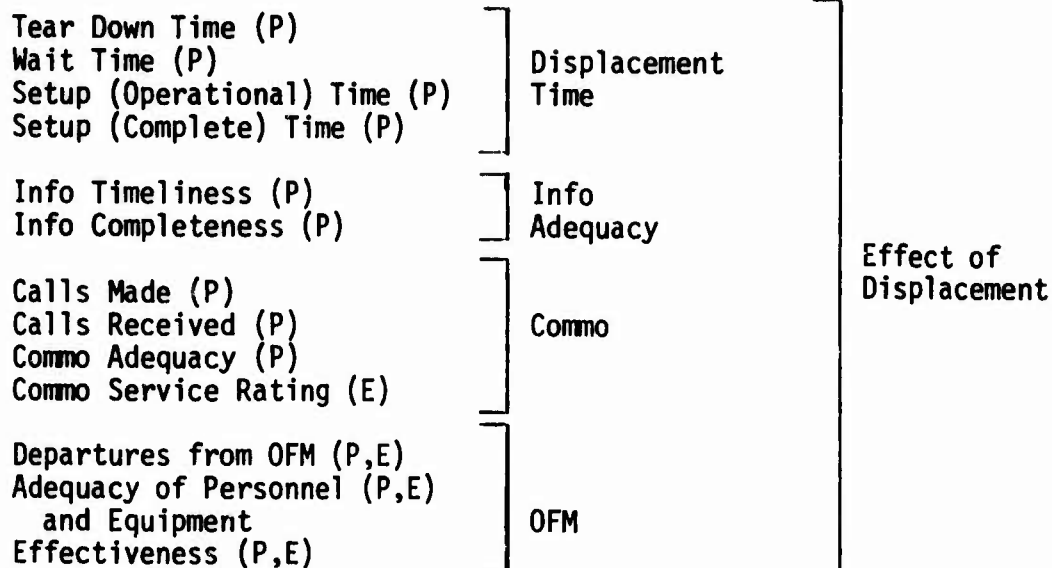 Tear Down Time (P)
Wait Time (P)
Setup (Operational) Time (P)
Setup (Complete) Time (P)
Displacement
Time
Info Timeliness (P)
Info Completeness (P)
Info
Adequacy
Calls Made (P)
Calls Received (P)
Commo Adequacy (P)
Commo Service Rating (E)
Commo
Departures from OFM (P,E)
Adequacy of Personnel (P,E)
and Equipment
Effectiveness (P,E)
OFM
Effect of
Displacement